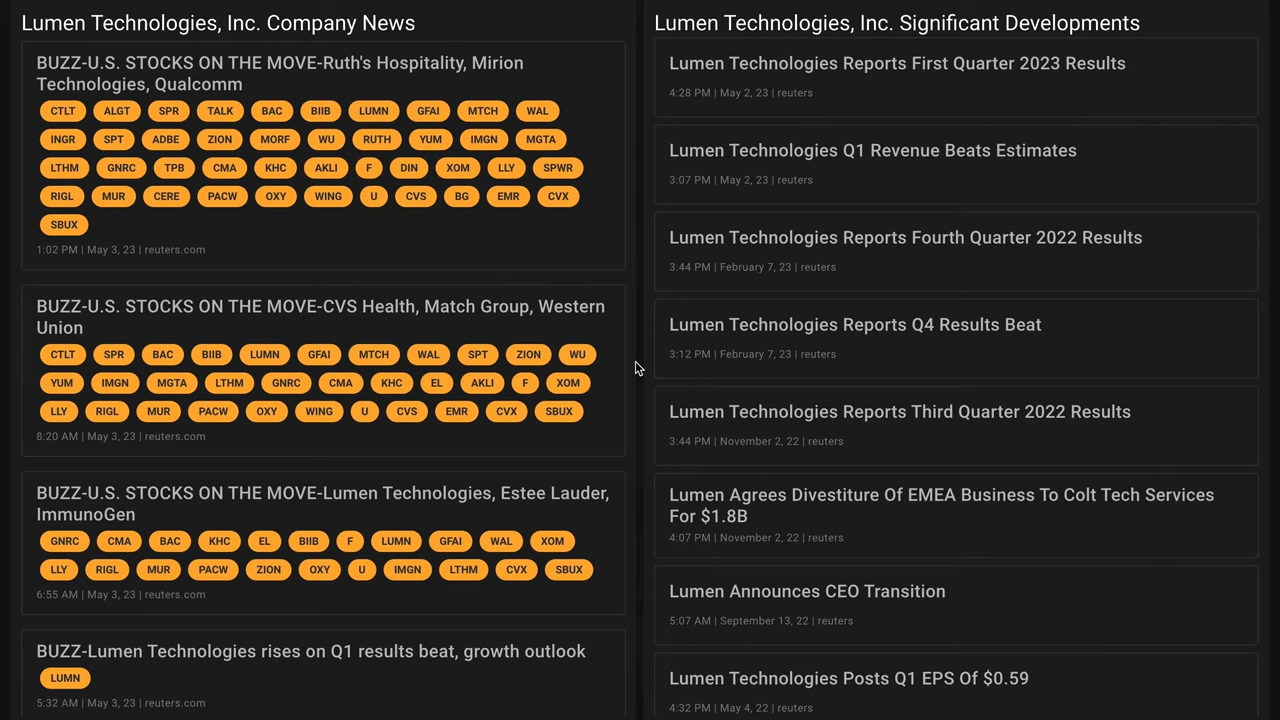 Lumen Technologies, Inc. Company News
BUZZ-U.S. STOCKS ON THE MOVE-Ruth's Hospitality, Mirion
Technologies, Qualcomm
CTLT ALGT SPR TALK BAC BIIB LUMN GFAI MTCH WAL
INGR SPT ADBE ZION MORF WU RUTH YUM IMGN MGTA
LTHM GNRC TPB CMA KHC AKLI F DIN XOM LLY SPWR
RIGL MUR CERE PACW OXY WING U CVS BG EMR CVX
SBUX
1:02 PM | May 3, 23 | reuters.com
BUZZ-U.S. STOCKS ON THE MOVE-CVS Health, Match Group, Western
Union
CTLT SPR BAC BIIB LUMN GFAI MTCH WAL SPT ZION WU
YUM IMGN MGTA LTHM GNRC CMA KHC EL AKLI F XOM
LLY RIGL MUR PACW OXY WING U CVS EMR CVX SBUX
8:20 AM | May 3, 23 | reuters.com
BUZZ-U.S. STOCKS ON THE MOVE-Lumen Technologies, Estee Lauder,
ImmunoGen
GNRC CMA BAC KHC EL BIIB F LUMN GFAI WAL XOM
LLY RIGL MUR PACW ZION OXY U IMGN LTHM CVX SBUX
6:55 AM | May 3, 23 | reuters.com
BUZZ-Lumen Technologies rises on Q1 results beat, growth outlook
LUMN
5:32 AM | May 3, 23 | reuters.com
Lumen Technologies, Inc. Significant Developments
Lumen Technologies Reports First Quarter 2023 Results
4:28 PM | May 2, 23 | reuters
Lumen Technologies Q1 Revenue Beats Estimates
3:07 PM | May 2, 23 | reuters
Lumen Technologies Reports Fourth Quarter 2022 Results
3:44 PM | February 7, 23 | reuters
Lumen Technologies Reports Q4 Results Beat
3:12 PM | February 7, 23 | reuters
Lumen Technologies Reports Third Quarter 2022 Results
3:44 PM | November 2, 22 | reuters
Lumen Agrees Divestiture Of EMEA Business To Colt Tech Services
For $1.8B
4:07 PM | November 2, 22 | reuters
Lumen Announces CEO Transition
5:07 AM | September 13, 22 | reuters
Lumen Technologies Posts Q1 EPS Of $0.59
4:32 PM | May 4, 22 | reuters